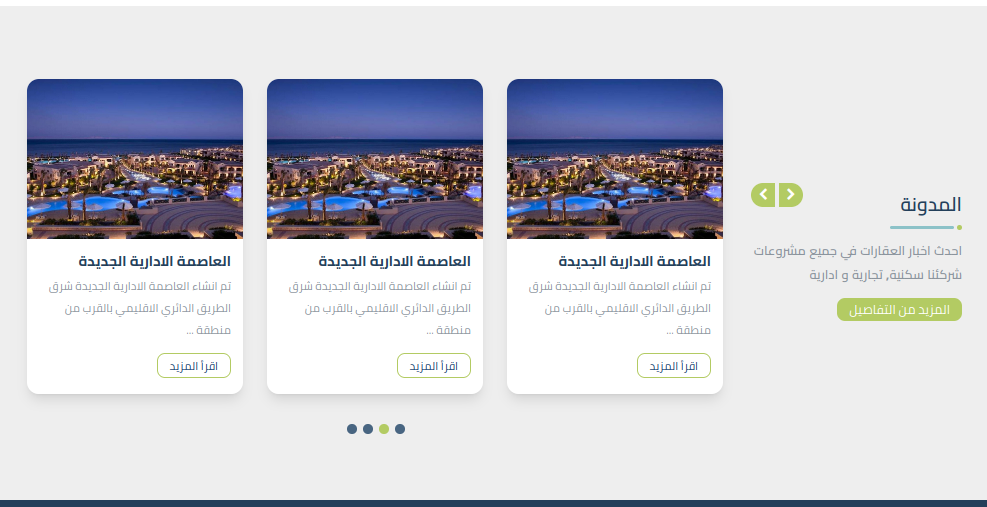 المدونة
احدث اخبار العقارات في جميع مشروعات
شركتنا سكنية, تجارية و ادارية
المزيد من التفاصيل
العاصمة الادارية الجديدة
تم انشاء العاصمة الادارية الجديدة شرق
الطريق الدائري الاقليمي بالقرب من
منطقة ...
اقرأ المزيد
العاصمة الادارية الجديدة
تم انشاء العاصمة الادارية الجديدة شرق
الطريق الدائري الاقليمي بالقرب من
منطقة ...
اقرأ المزيد
العاصمة الادارية الجديدة
تم انشاء العاصمة الادارية الجديدة شرق
الطريق الدائري الاقليمي بالقرب من
منطقة ...
اقرأ المزيد